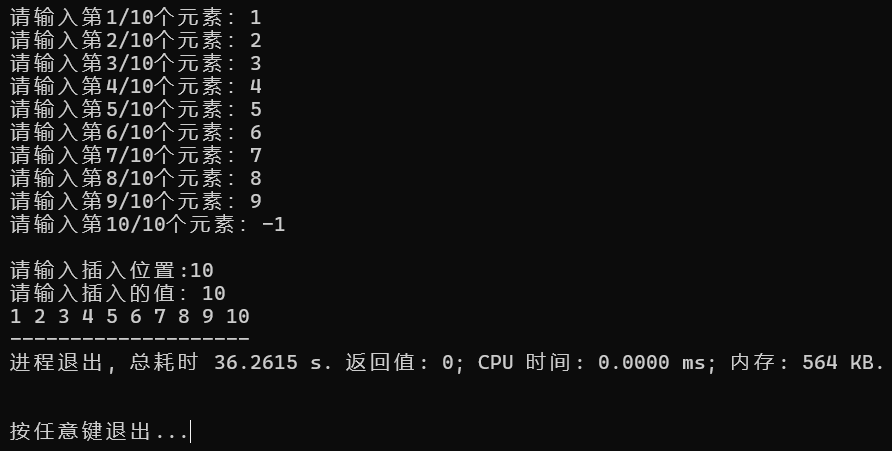 请输入第1/10个元素: 1
请输入第2/10个元素: 2
请输入第3/10个元素: 3
请输入第4/10个元素: 4
请输入第5/10个元素: 5
请输入第6/10个元素: 6
请输入第7/10个元素: 7
请输入第8/10个元素: 8
请输入第9/10个元素: 9
请输入第10/10个元素: -1
请输入插入位置:10
请输入插入的值: 10
1 2 3 4 5 6 7 8 9 10
--------------------
进程退出, 总耗时 36.2615 s. 返回值: 0; CPU 时间: 0.0000 ms; 内存: 564 KB.
按任意键退出...